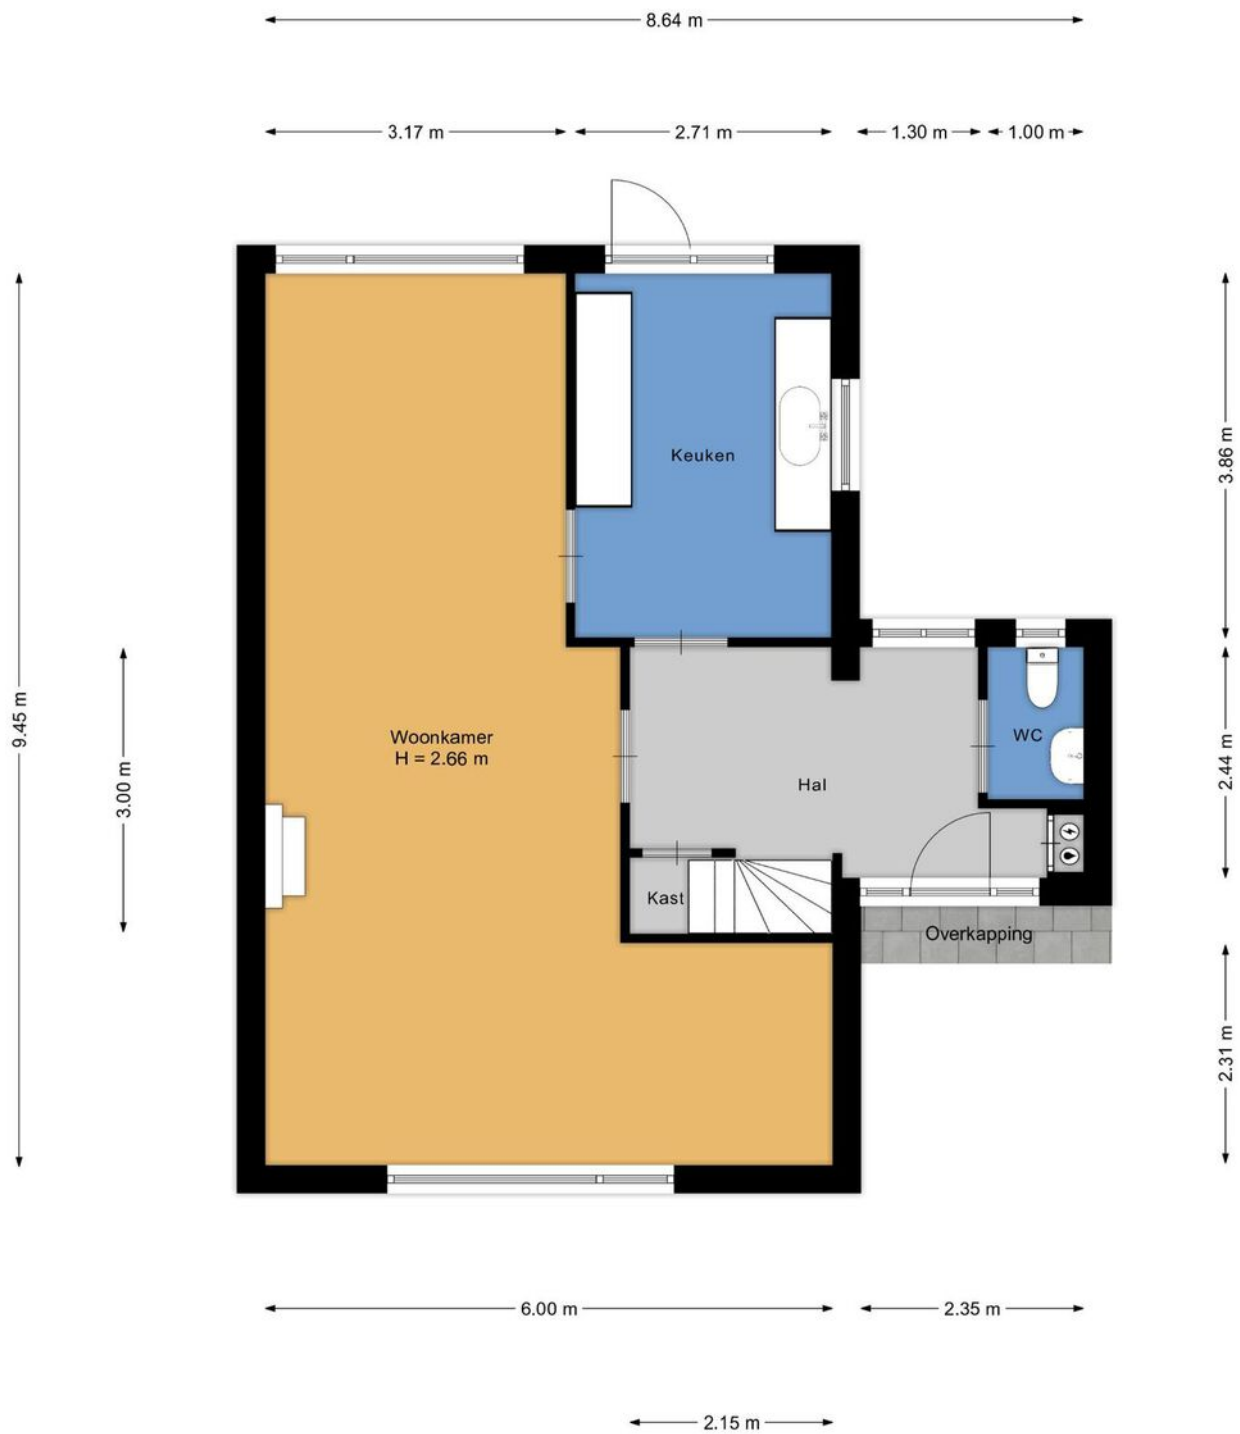 8.64 m
3.17 m
2.71 m
1.30 m
1.00 m
Keuken
3.86 m
9.45 m
3.00 m
Woonkamer
H = 2.66 m
WC
2.44 m
Hal
Kast
Overkapping
2.31 m
6.00 m
2.35 m
2.15 m